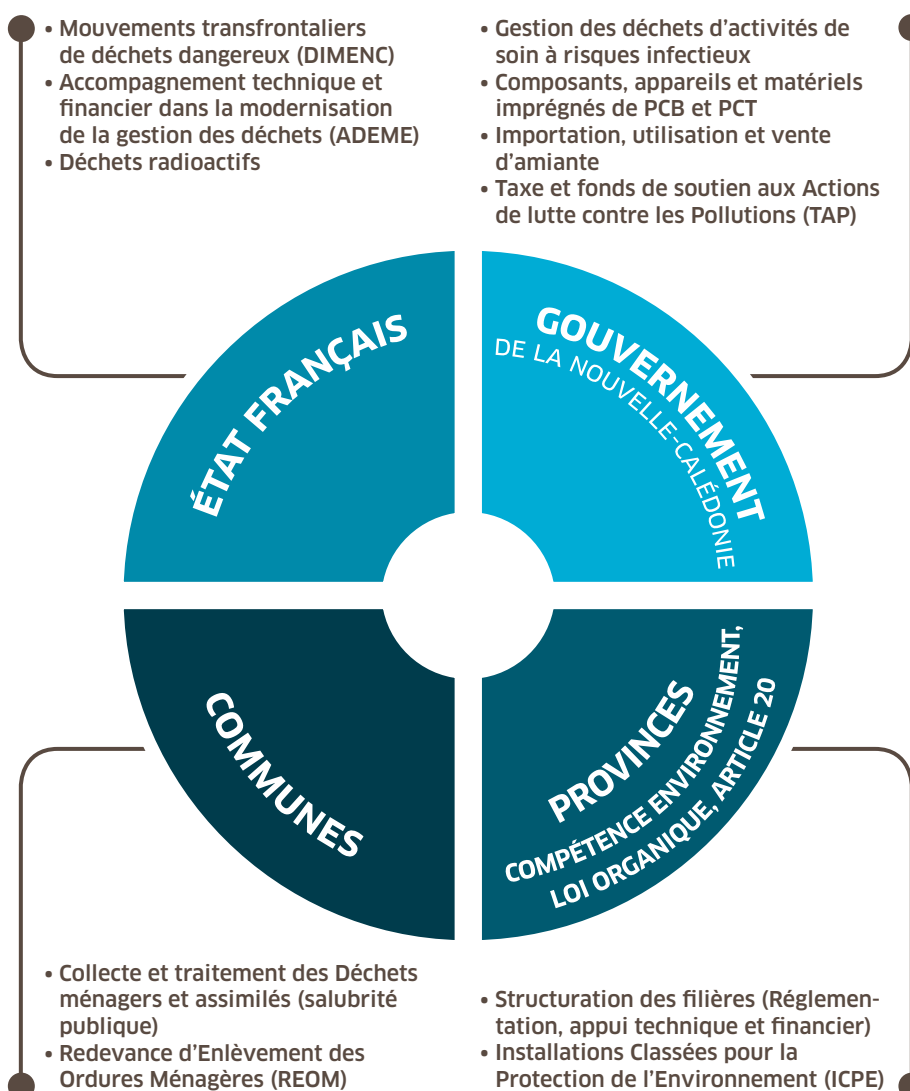 • Mouvements transfrontaliers
de déchets dangereux (DIMENC)
• Accompagnement technique et
financier dans la modernisation
de la gestion des déchets (ADEME)
• Déchets radioactifs
• Gestion des déchets d’activités de
soin à risques infectieux
• Composants, appareils et matériels
imprégnés de PCB et PCT
• Importation, utilisation et vente
d’amiante
• Taxe et fonds de soutien aux Actions
de lutte contre les Pollutions (TAP)
ÉTAT FRANÇAIS
GOUVERNEMENT
DE LA NOUVELLE-CALÉDONIE
COMMUNES
PROVINCES
COMPÉTENCE ENVIRONNEMENT,
LOI ORGANIQUE, ARTICLE 20
• Collecte et traitement des Déchets
ménagers et assimilés (salubrité
publique)
• Redevance d’Enlèvement des
Ordures Ménagères (REOM)
• Structuration des filières (Réglemen-
tation, appui technique et financier)
• Installations Classées pour la
Protection de l’Environnement (ICPE)